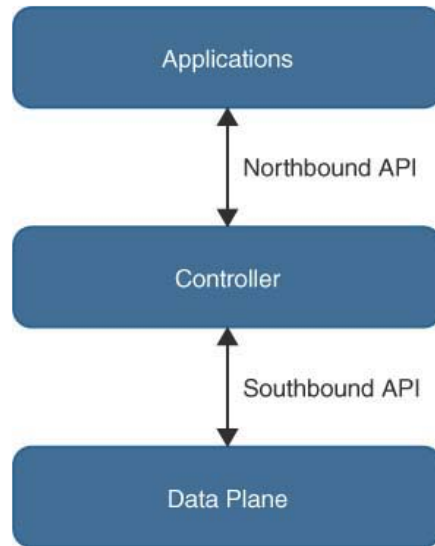 Applications
Northbound API
Controller
Southbound API
Data Plane